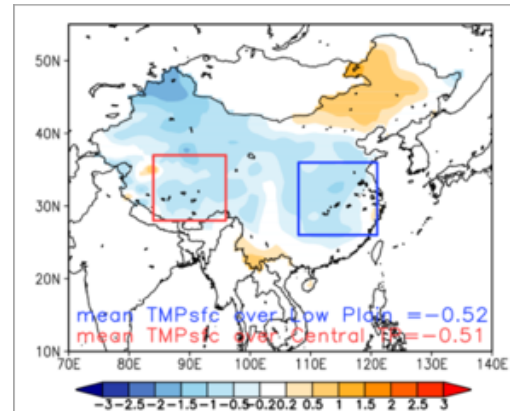 50N
40N
30N
20N
mean TMPsfc over Low Plain =-0.52
mean TMPsfc over Central =-0.51
10N
70E 80E 90E 100E 110E 120E 130E 140E
-3 -2.5 -2 -1.5 -1 -0.5 -0.2 0.2 0.5 1 1.5 2 2.5 3